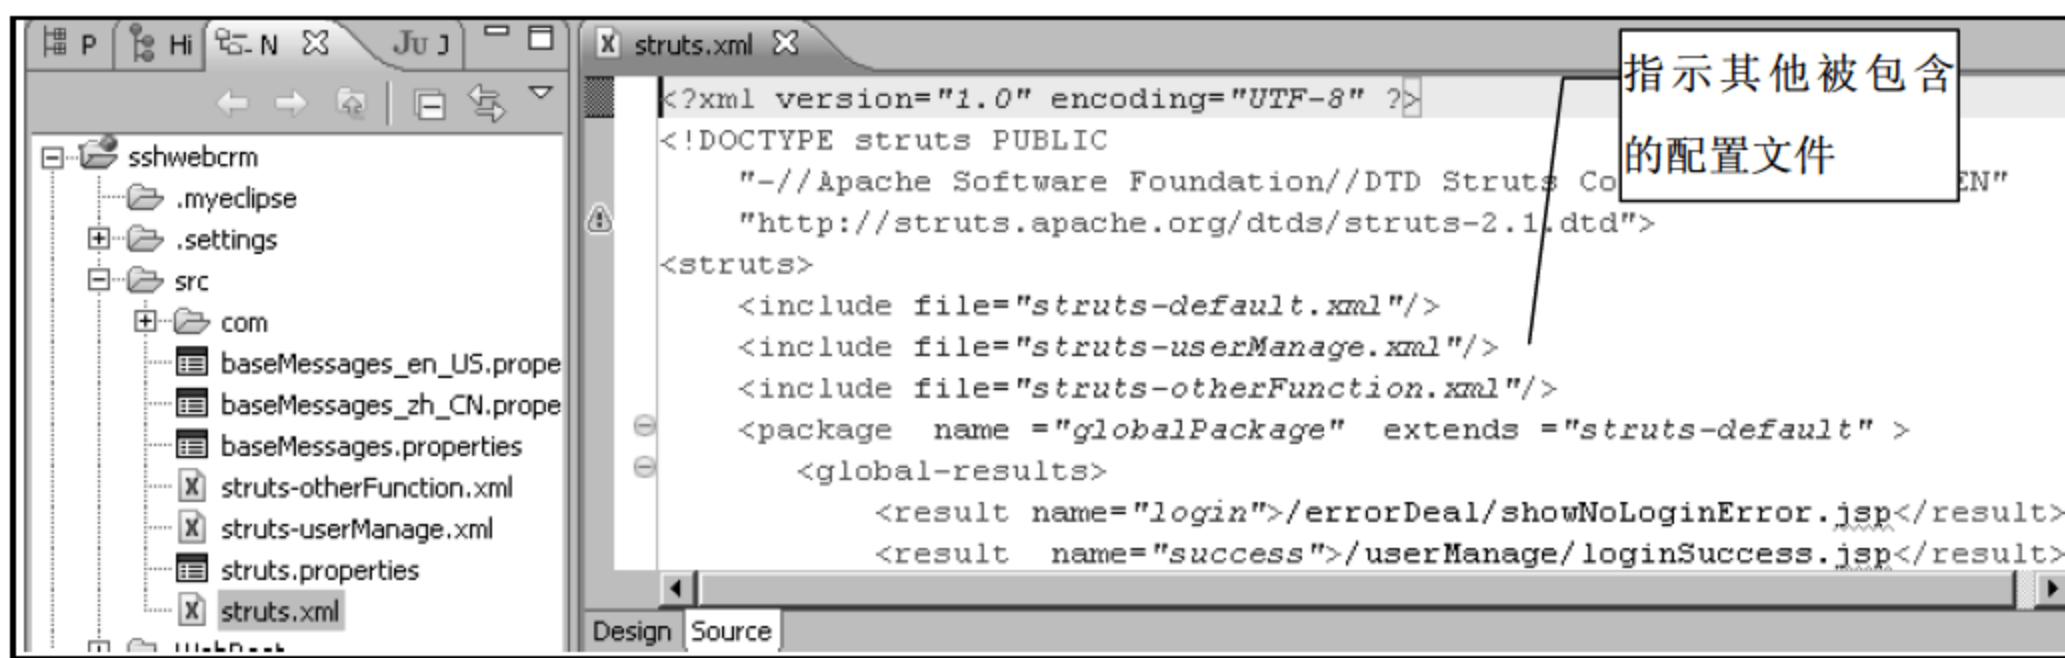 P
Hi
N
Ju J
sshwebcrm
.myeclipse
.settings
src
com
baseMessages_en_US.prope
baseMessages_zh_CN.prope
baseMessages.properties
struts-otherFunction.xml
struts-userManage.xml
struts.properties
struts.xml
struts.xml
<?xml version="1.0" encoding="UTF-8" ?>
<!DOCTYPE struts PUBLIC
"-//Apache Software Foundation//DTD Struts Co EN"
"http://struts.apache.org/dtds/struts-2.1.dtd">
<struts>
<include file="struts-default.xml"/>
<include file="struts-userManage.xml"/>
<include file="struts-otherFunction.xml"/>
<package  name ="globalPackage"  extends ="struts-default" >
<global-results>
<result name="login">/errorDeal/showNoLoginError.jsp</result>
<result  name="success">/userManage/loginSuccess.jsp</result>
指示其他被包含
的配置文件
Design
Source